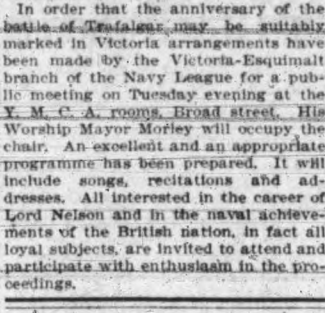 In order that the anniversary of the
battle of Trafalgar may be suitably
marked in Victoria arrangements have
been made by the Victoria-Esquimalt
branch of the Navy League for a pub-
lic meeting on Tuesday evening at the
Y. M. C. A. rooms, Broad street. His
Worship Mayor Morley will occupy the
chair. An excellent and an appropriate
programme has been prepared. It will
include songs, recitations and ad-
dresses. All interested in the career of
Lord Nelson and in the naval achieve-
ments of the British nation, in fact all
loyal subjects, are invited to attend and
participate with enthusiasm in the pro-
ceedings.